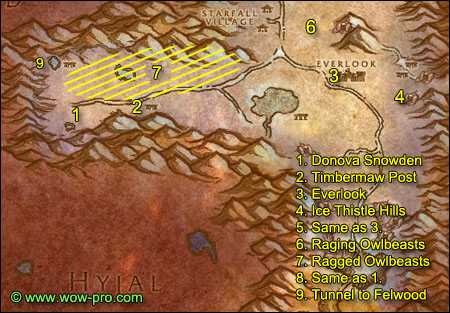 STARFALL
VILLAGE
6
9
7
EVERLOOK
3
4
2
1
1. Donova Snowden
2. Timbermaw Post
3. Everlook
4. Ice Thistle Hills
5. Same as 3.
6. Raging Owlbeasts
7. Ragged Owlbeasts
8. Same as 1.
9. Tunnel to Felwood
HYJAL
© www.wow-pro.com